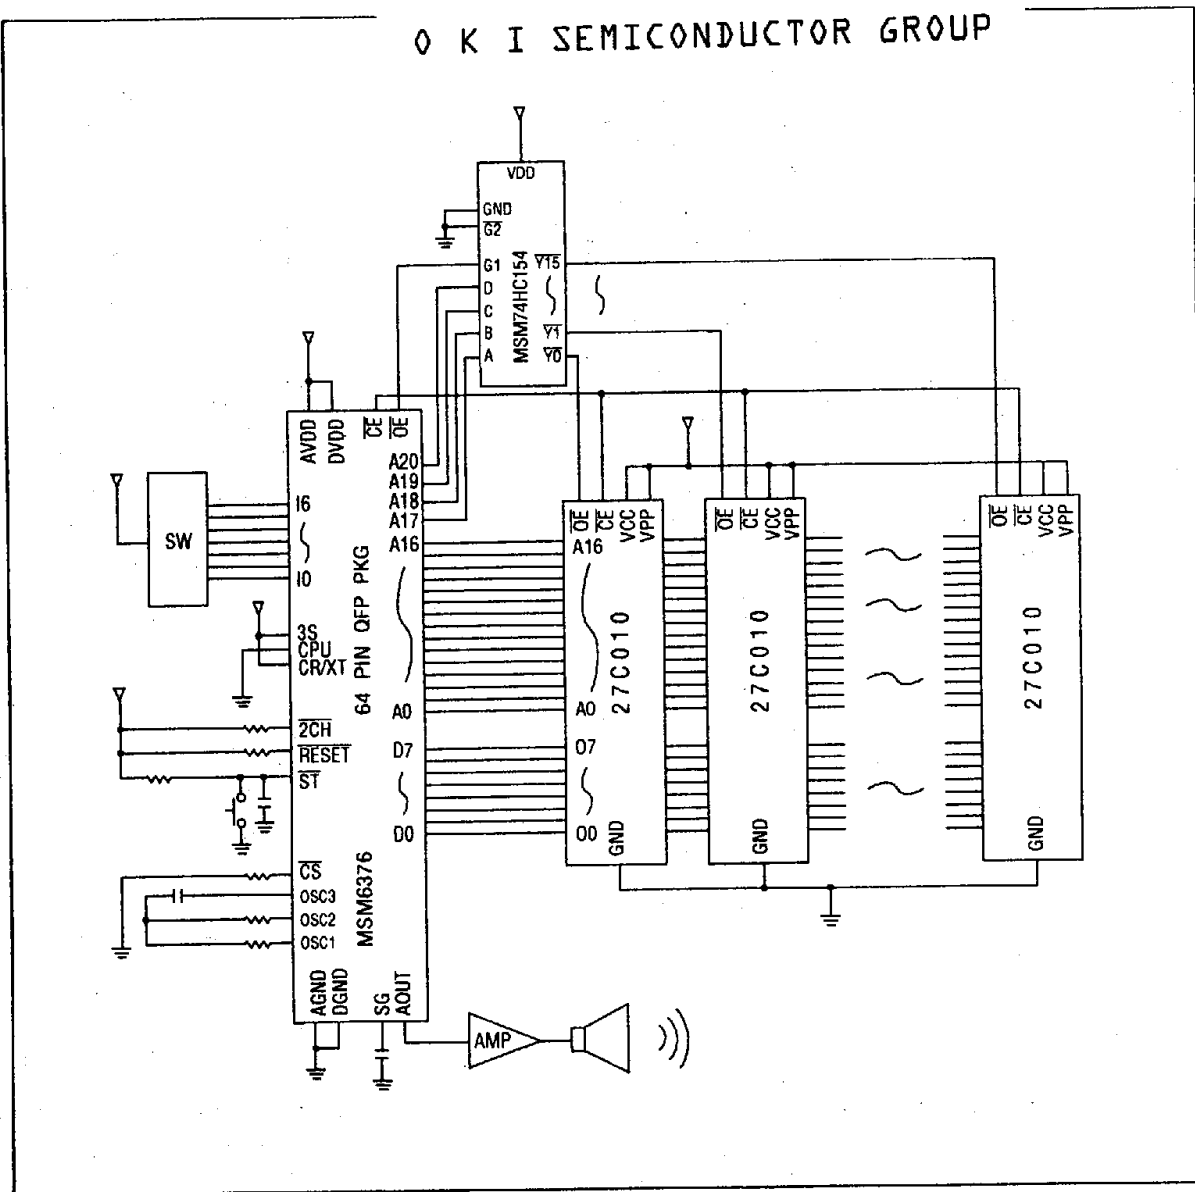 O K I SEMICONDUCTOR GROUP
VDD
GND
G2
G1
D
C
B
A
MSM74HC154
Y15
Y1
Y0
AVDD
DVDD
CE
OE
A20
A19
A18
A17
A16
A0
D7
D0
SW
I6
I0
3S
CPU
CR/XT
2CH
RESET
ST
CS
OSC3
OSC2
OSC1
64 PIN QFP PKG
MSM6376
AGND
DGND
SG
AOUT
AMP
OE
CE
VCC
VPP
A16
A0
O7
O0
27C010
GND
OE
CE
VCC
VPP
27C010
GND
OE
CE
VCC
VPP
27C010
GND